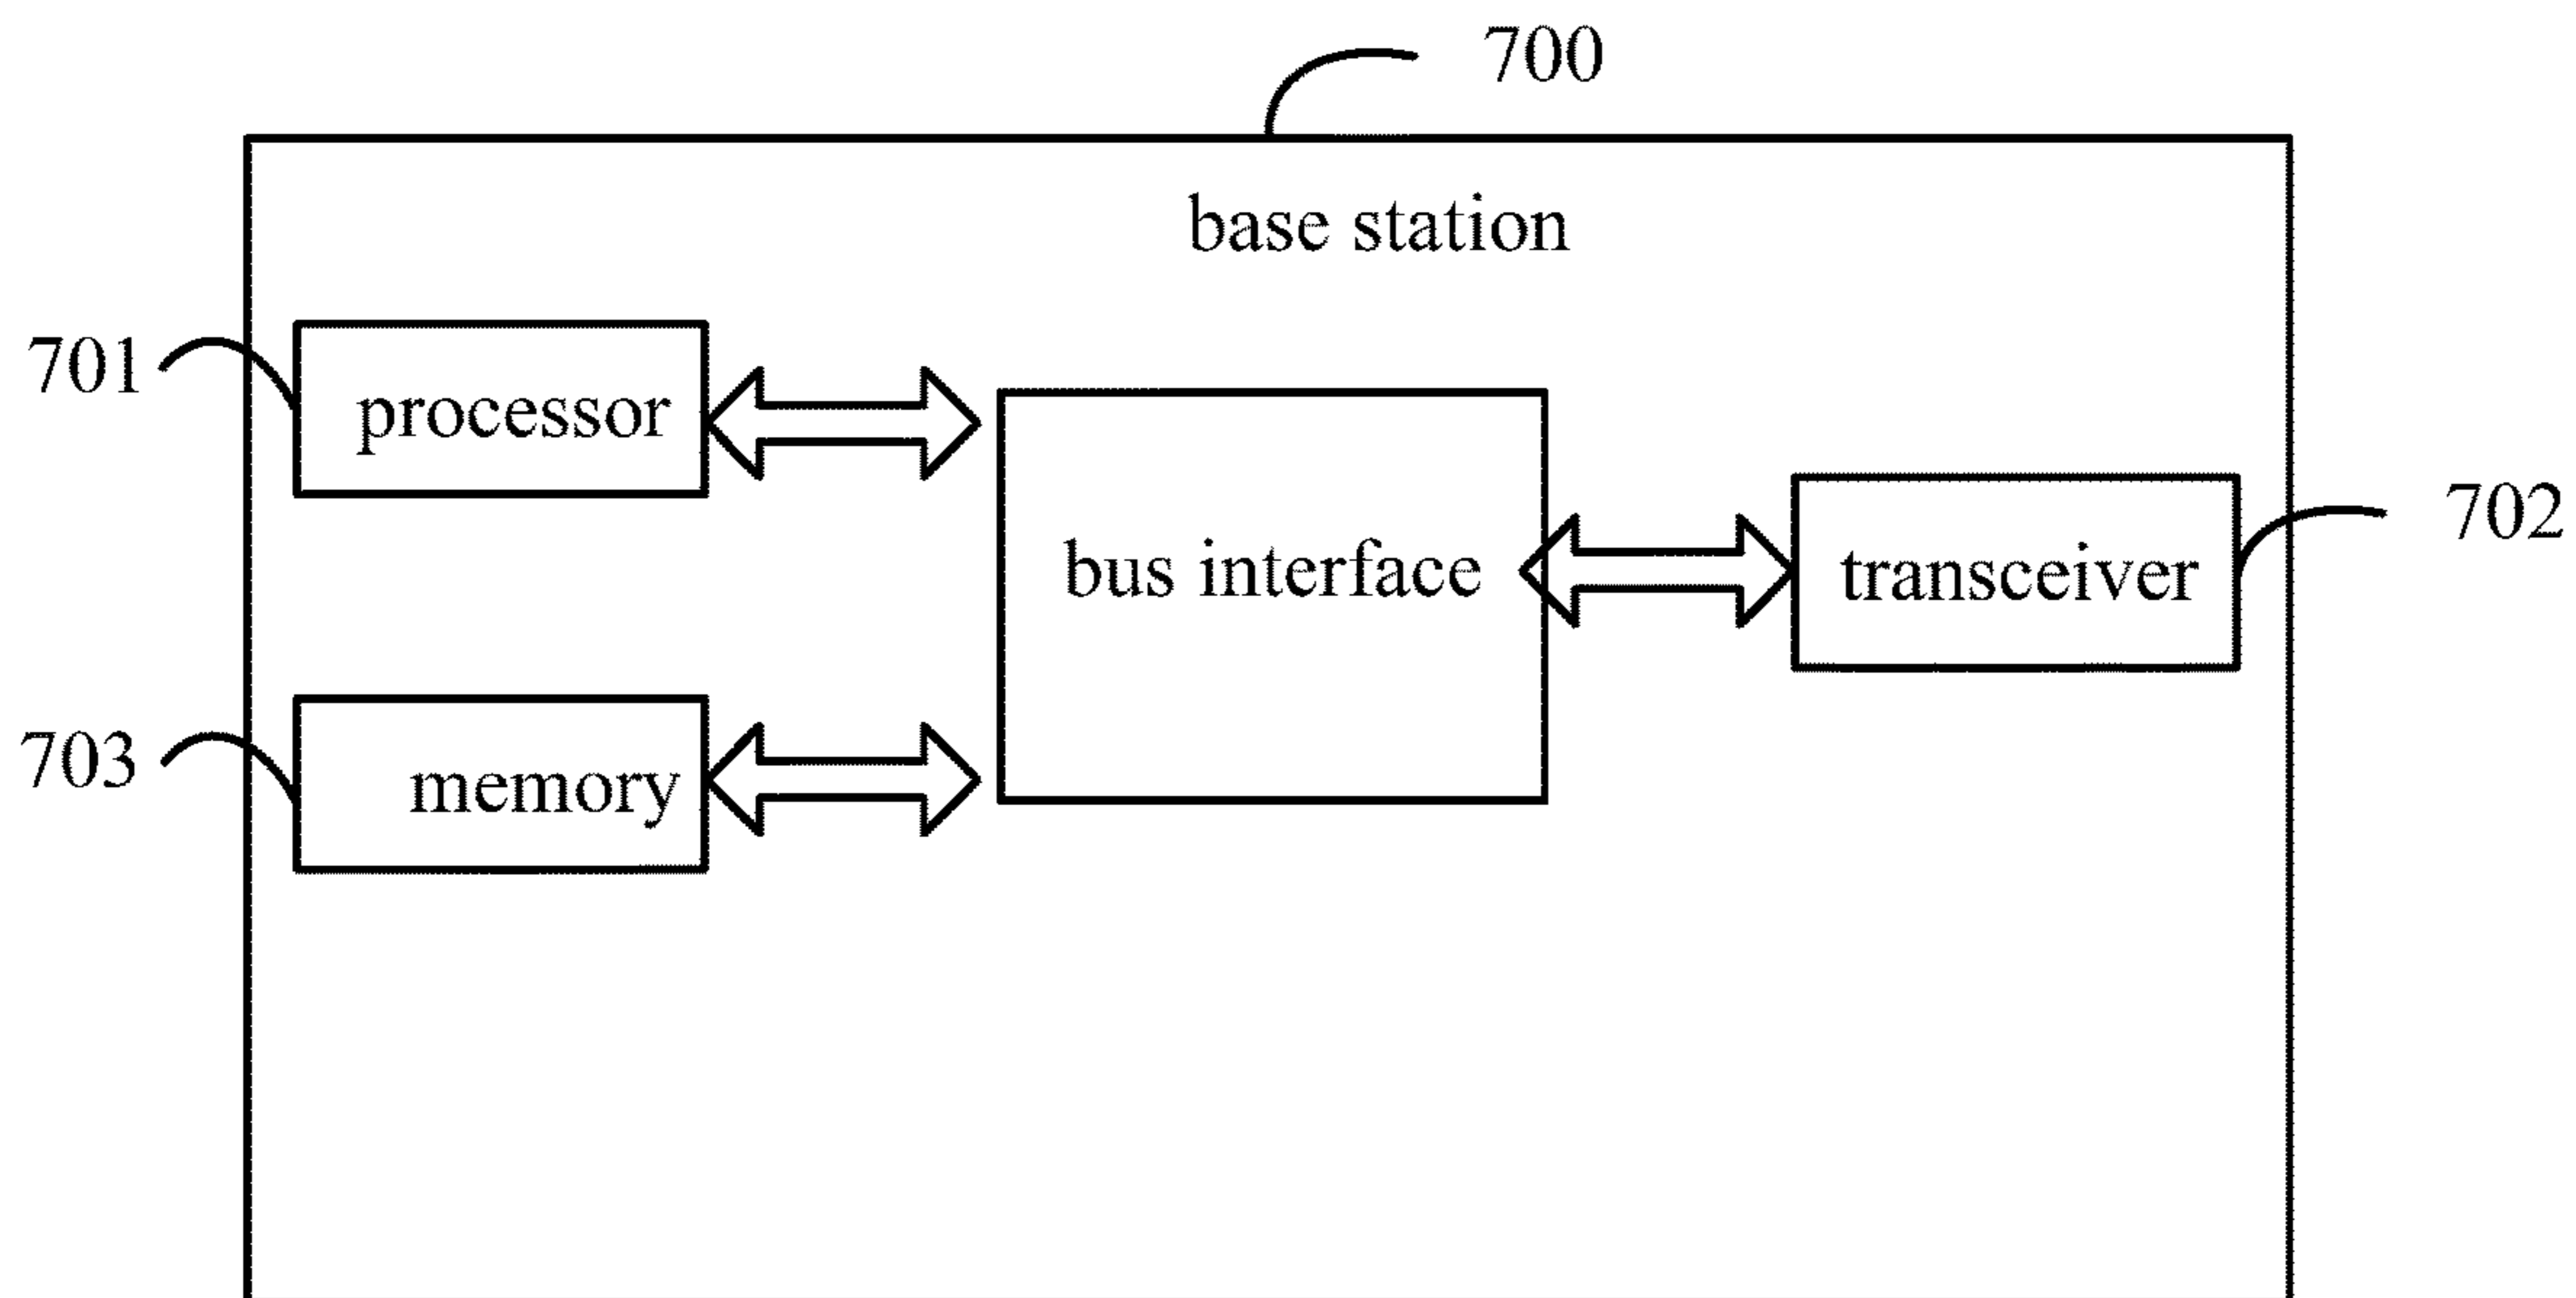 700
base station
701
processor
bus interface
transceiver
702
703
memory